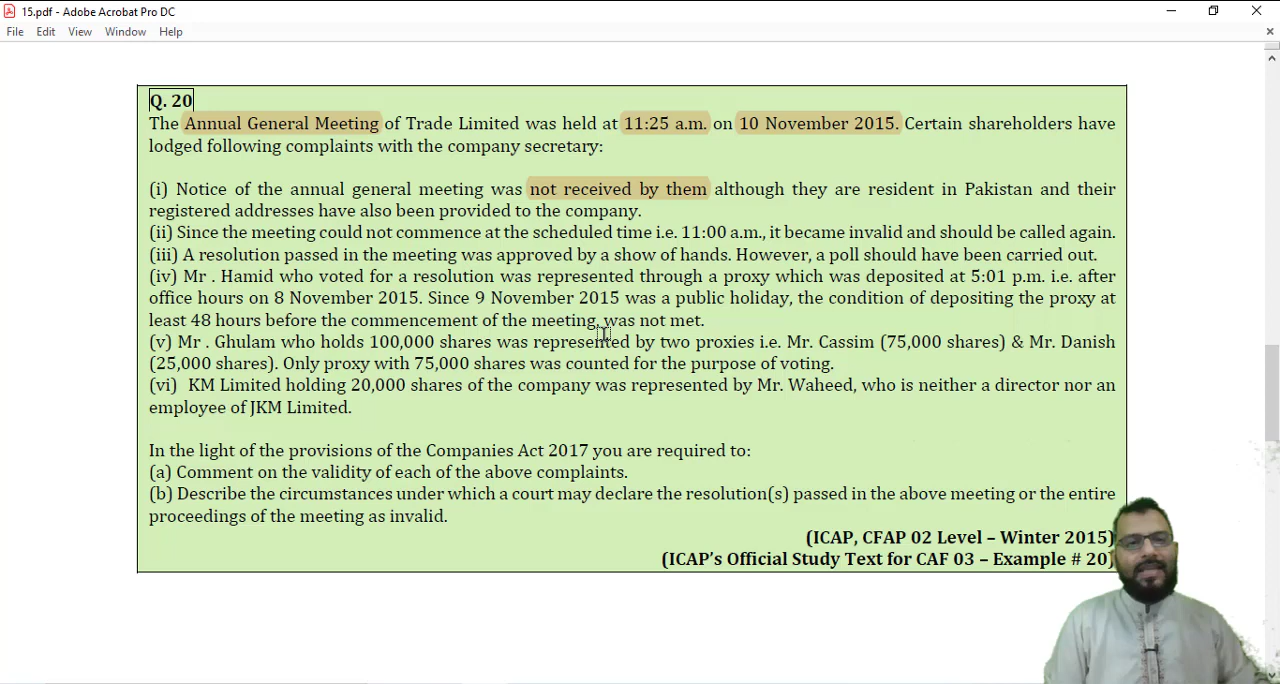 15.pdf - Adobe Acrobat Pro DC
File Edit View Window Help
Q. 20
The Annual General Meeting of Trade Limited was held at 11:25 a.m. on 10 November 2015. Certain shareholders have
lodged following complaints with the company secretary:
(i) Notice of the annual general meeting was not received by them although they are resident in Pakistan and their
registered addresses have also been provided to the company.
(ii) Since the meeting could not commence at the scheduled time i.e. 11:00 a.m., it became invalid and should be called again.
(iii) A resolution passed in the meeting was approved by a show of hands. However, a poll should have been carried out.
(iv) Mr . Hamid who voted for a resolution was represented through a proxy which was deposited at 5:01 p.m. i.e. after
office hours on 8 November 2015. Since 9 November 2015 was a public holiday, the condition of depositing the proxy at
least 48 hours before the commencement of the meeting, was not met.
(v) Mr . Ghulam who holds 100,000 shares was represented by two proxies i.e. Mr. Cassim (75,000 shares) & Mr. Danish
(25,000 shares). Only proxy with 75,000 shares was counted for the purpose of voting.
(vi) KM Limited holding 20,000 shares of the company was represented by Mr. Waheed, who is neither a director nor an
employee of JKM Limited.
In the light of the provisions of the Companies Act 2017 you are required to:
(a) Comment on the validity of each of the above complaints.
(b) Describe the circumstances under which a court may declare the resolution(s) passed in the above meeting or the entire
proceedings of the meeting as invalid.
(ICAP, CFAP 02 Level – Winter 2015)
(ICAP's Official Study Text for CAF 03 – Example # 20)